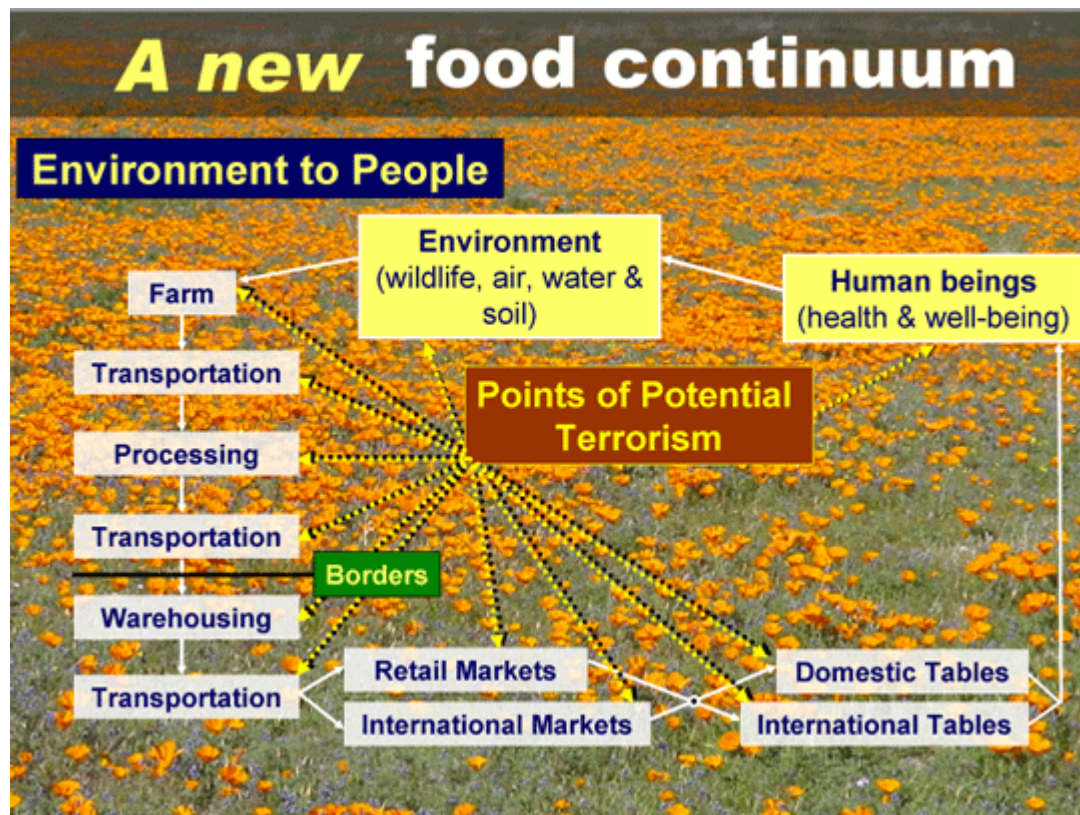 A new food continuum
Environment to People
Environment
(wildlife, air, water &
soil)
Human beings
(health & well-being)
Farm
Transportation
Points of Potential
Terrorism
Processing
Transportation
Borders
Warehousing
Transportation
Retail Markets
International Markets
Domestic Tables
International Tables